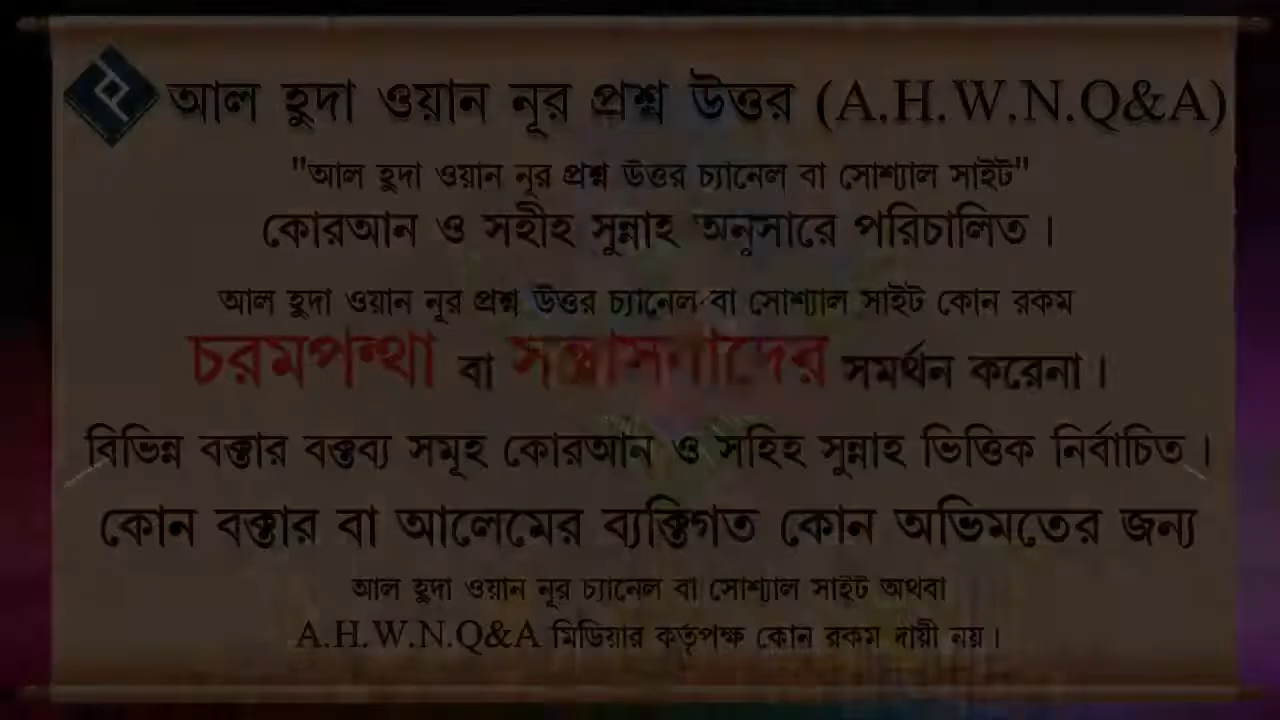 আল হুদা ওয়ান নূর প্রশ্ন উত্তর (A.H.W.N.Q&A)
"আল হুদা ওয়ান নূর প্রশ্ন উত্তর চ্যানেল বা সোশ্যাল সাইট"
কোরআন ও সহীহ সুন্নাহ অনুসারে পরিচালিত।
আল হুদা ওয়ান নূর প্রশ্ন উত্তর চ্যানেল বা সোশ্যাল সাইট কোন রকম
চরমপন্থা বা সন্ত্রাসবাদের সমর্থন করেনা।
বিভিন্ন বক্তার বক্তব্য সমূহ কোরআন ও সহিহ সুন্নাহ ভিত্তিক নির্বাচিত।
কোন বক্তার বা আলেমের ব্যক্তিগত কোন অভিমতের জন্য
আল হুদা ওয়ান নূর চ্যানেল বা সোশ্যাল সাইট অথবা
A.H.W.N.Q&A মিডিয়ার কর্তৃপক্ষ কোন রকম দায়ী নয়।